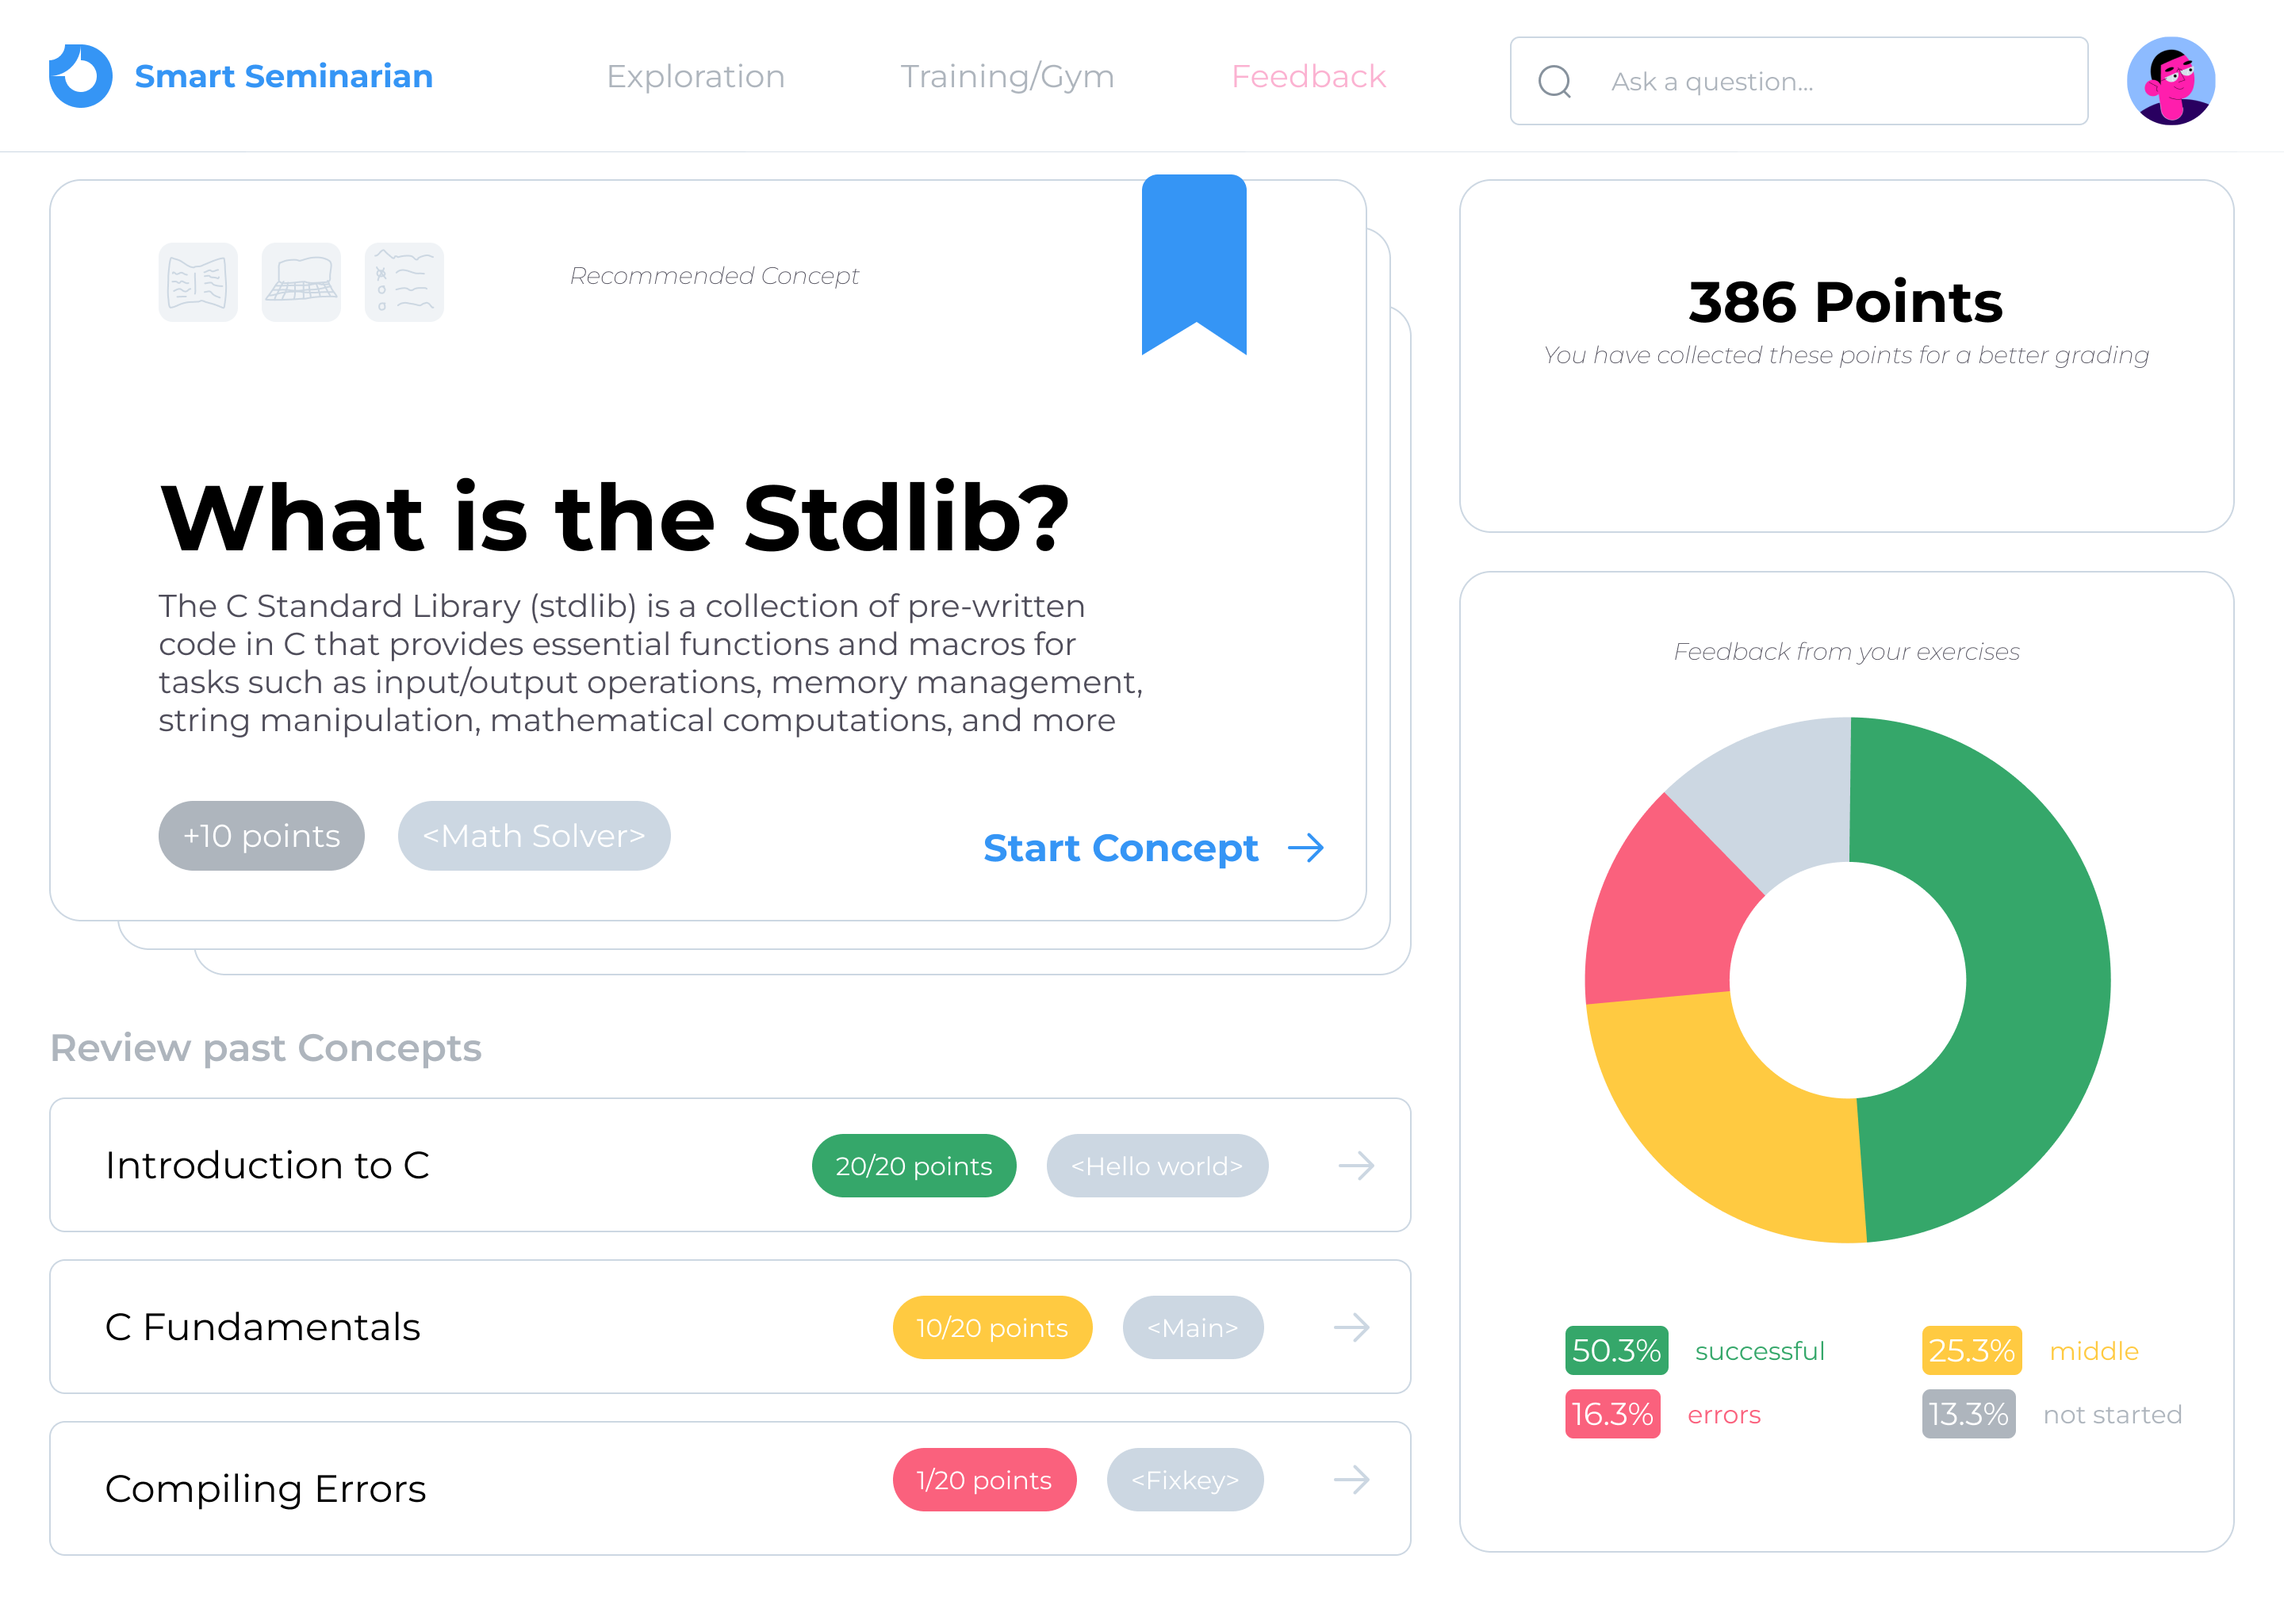 Smart Seminarian
Exploration
Training/Gym
Feedback
Ask a question...
Recommended Concept
What is the Stdlib?
The C Standard Library (stdlib) is a collection of pre-written
code in C that provides essential functions and macros for
tasks such as input/output operations, memory management,
string manipulation, mathematical computations, and more
+10 points
<Math Solver>
Start Concept
Review past Concepts
Introduction to C
20/20 points
<Hello world>
C Fundamentals
10/20 points
<Main>
Compiling Errors
1/20 points
<Fixkey>
386 Points
You have collected these points for a better grading
Feedback from your exercises
50.3% successful
25.3% middle
16.3% errors
13.3% not started